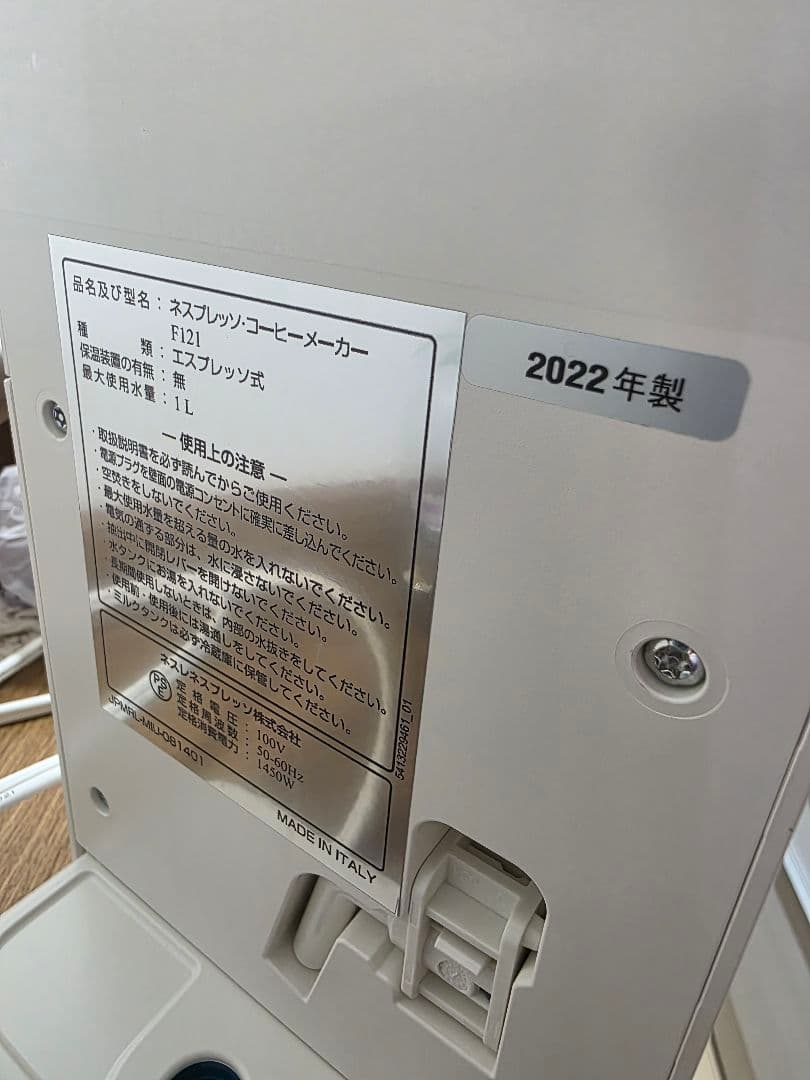 品名及び型名：ネスプレッソ・コーヒーメーカー
F121
種類：エスプレッソ式
保温装置の有無：無
最大使用水量：1L
― 使用上の注意 ―
・取扱説明書を必ず読んでからご使用ください。
・電源プラグを壁面の電源コンセントに確実に差し込んでください。
・空焚きをしないでください。
・最大使用水量を超える量の水を入れないでください。
・電気の通ずる部分は、水に浸さないでください。
・抽出中に開閉レバーを開けないでください。
・水タンクにお湯を入れないでください。
・長期間使用しないときは、内部の水抜きをしてください。
・使用前・使用後には湯通しをしてください。
・ミルクタンクは必ず冷蔵庫に保管してください。
ネスレネスプレッソ株式会社
PSE
定格電圧：100V
定格周波数：50-60Hz
定格消費電力：1450W
JPMRL-MIU-081401
5413229461_01
MADE IN ITALY
2022年製